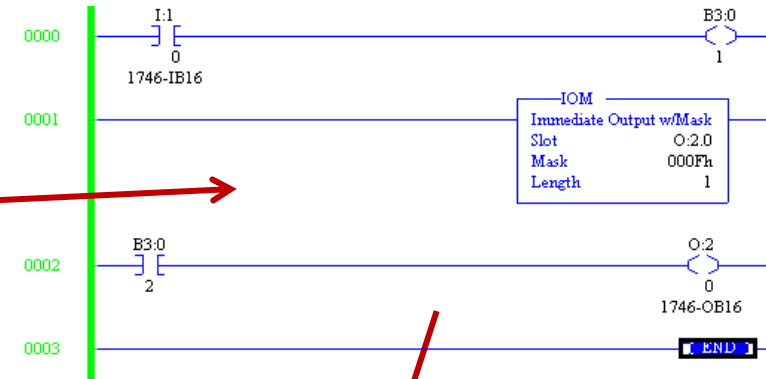 I:1 B3:0
0000
0 1
1746-IB16
IOM
0001 Immediate Output w/Mask
Slot O:2.0
Mask 000Fh
Length 1
B3:0 O:2
0002
2 0
1746-OB16
0003 END